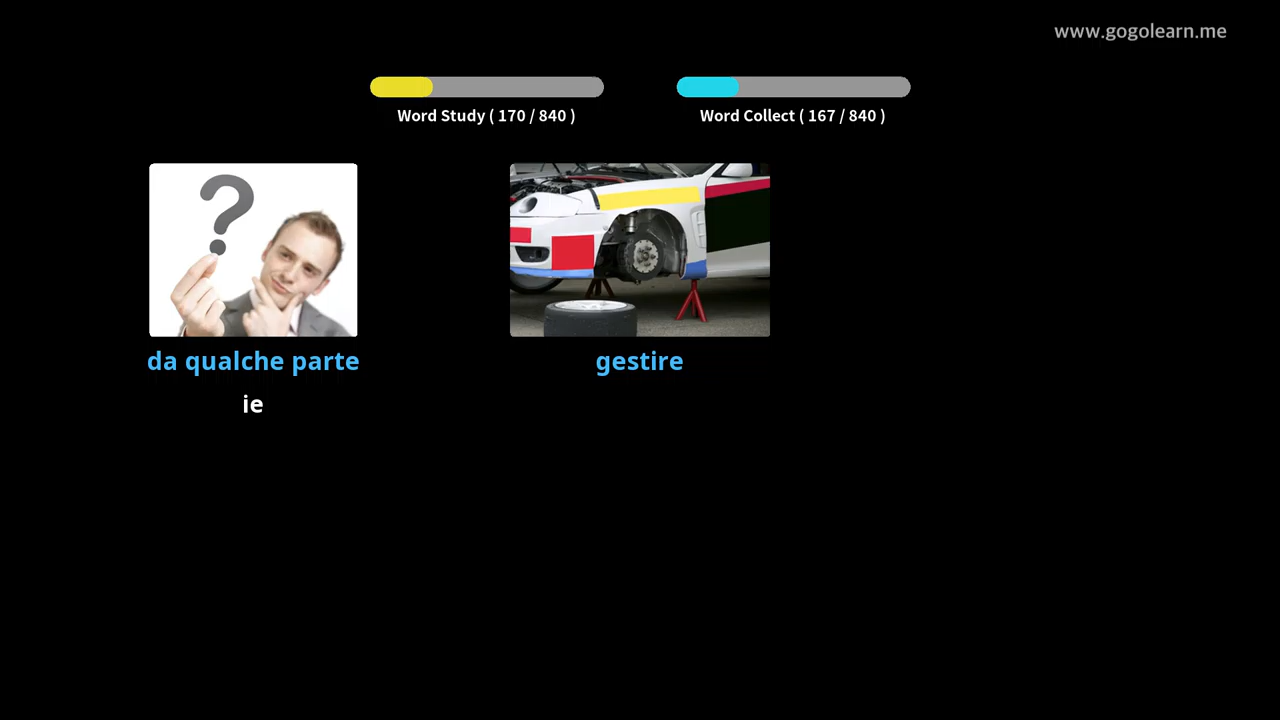 www.gogolearn.me
Word Study ( 170 / 840 )
Word Collect ( 167 / 840 )
da qualche parte
gestire
ie